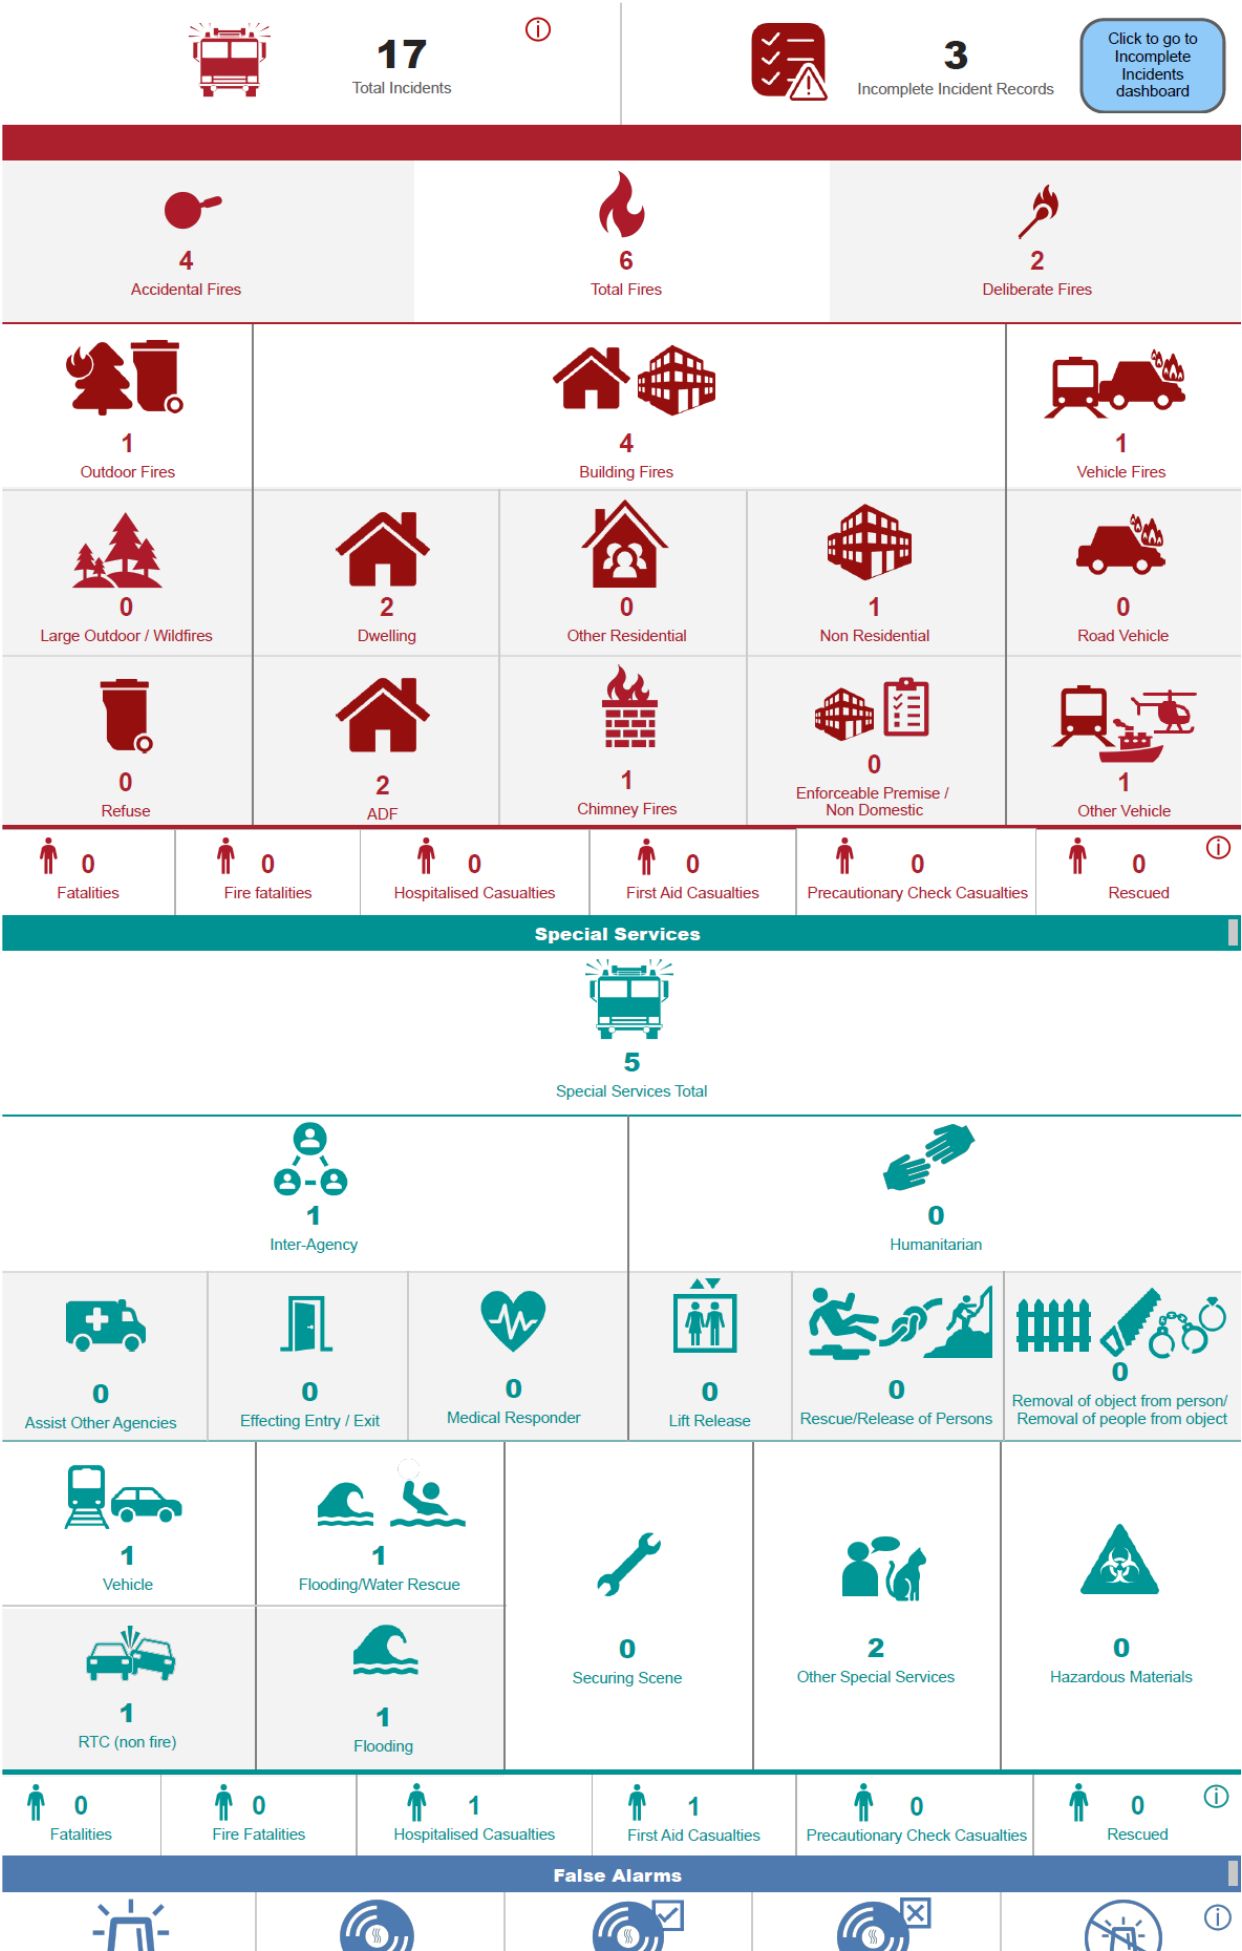 17
Total Incidents
3
Incomplete Incident Records
Click to go to
Incomplete
Incidents
dashboard
4
Accidental Fires
6
Total Fires
2
Deliberate Fires
1
Outdoor Fires
4
Building Fires
1
Vehicle Fires
0
Large Outdoor / Wildfires
2
Dwelling
0
Other Residential
1
Non Residential
0
Road Vehicle
0
Refuse
2
ADF
1
Chimney Fires
0
Enforceable Premise /
Non Domestic
1
Other Vehicle
0
Fatalities
0
Fire fatalities
0
Hospitalised Casualties
0
First Aid Casualties
0
Precautionary Check Casualties
0
Rescued
Special Services
5
Special Services Total
1
Inter-Agency
0
Humanitarian
0
Assist Other Agencies
0
Effecting Entry / Exit
0
Medical Responder
0
Lift Release
0
Rescue/Release of Persons
0
Removal of object from person/
Removal of people from object
1
Vehicle
1
Flooding/Water Rescue
0
Securing Scene
2
Other Special Services
0
Hazardous Materials
1
RTC (non fire)
1
Flooding
0
Fatalities
0
Fire Fatalities
1
Hospitalised Casualties
1
First Aid Casualties
0
Precautionary Check Casualties
0
Rescued
False Alarms